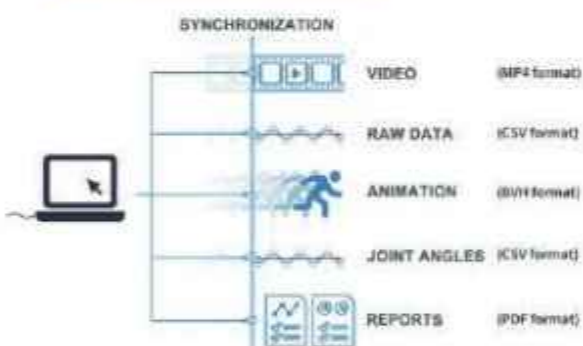 SYNCHRONIZATION
VIDEO (MP4 format)
RAW DATA (CSV format)
ANIMATION (BVH format)
JOINT ANGLES (CSV format)
REPORTS (PDF format)